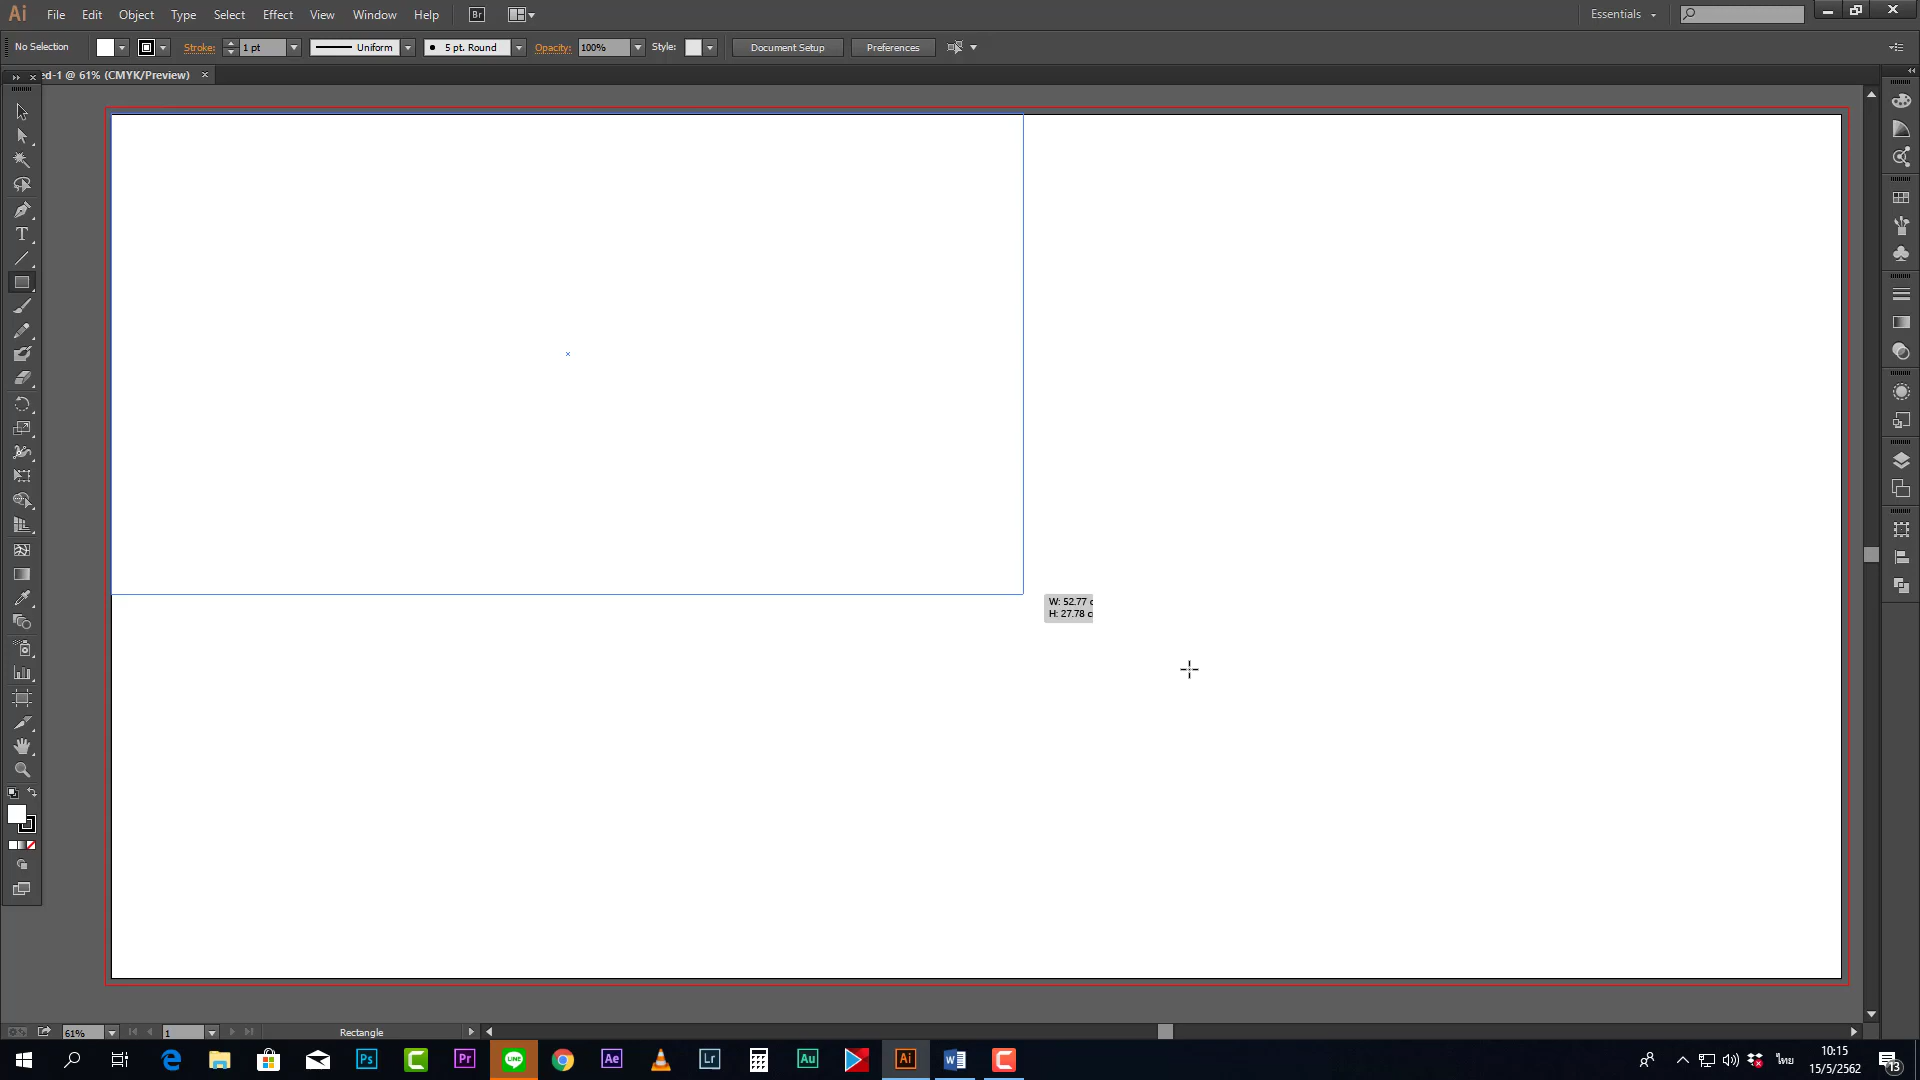 Ai File Edit Object Type Select Effect View Window Help Br Essentials
No Selection Stroke: 1 pt Uniform 5 pt. Round Opacity: 100% Style: Document Setup Preferences
ed-1 @ 61% (CMYK/Preview) ×
T
W: 52.77 c
H: 27.78 c
61% 1 Rectangle
Ps Pr LINE Ae Lr Au Ai W ไทย 10:15
15/5/2562 13